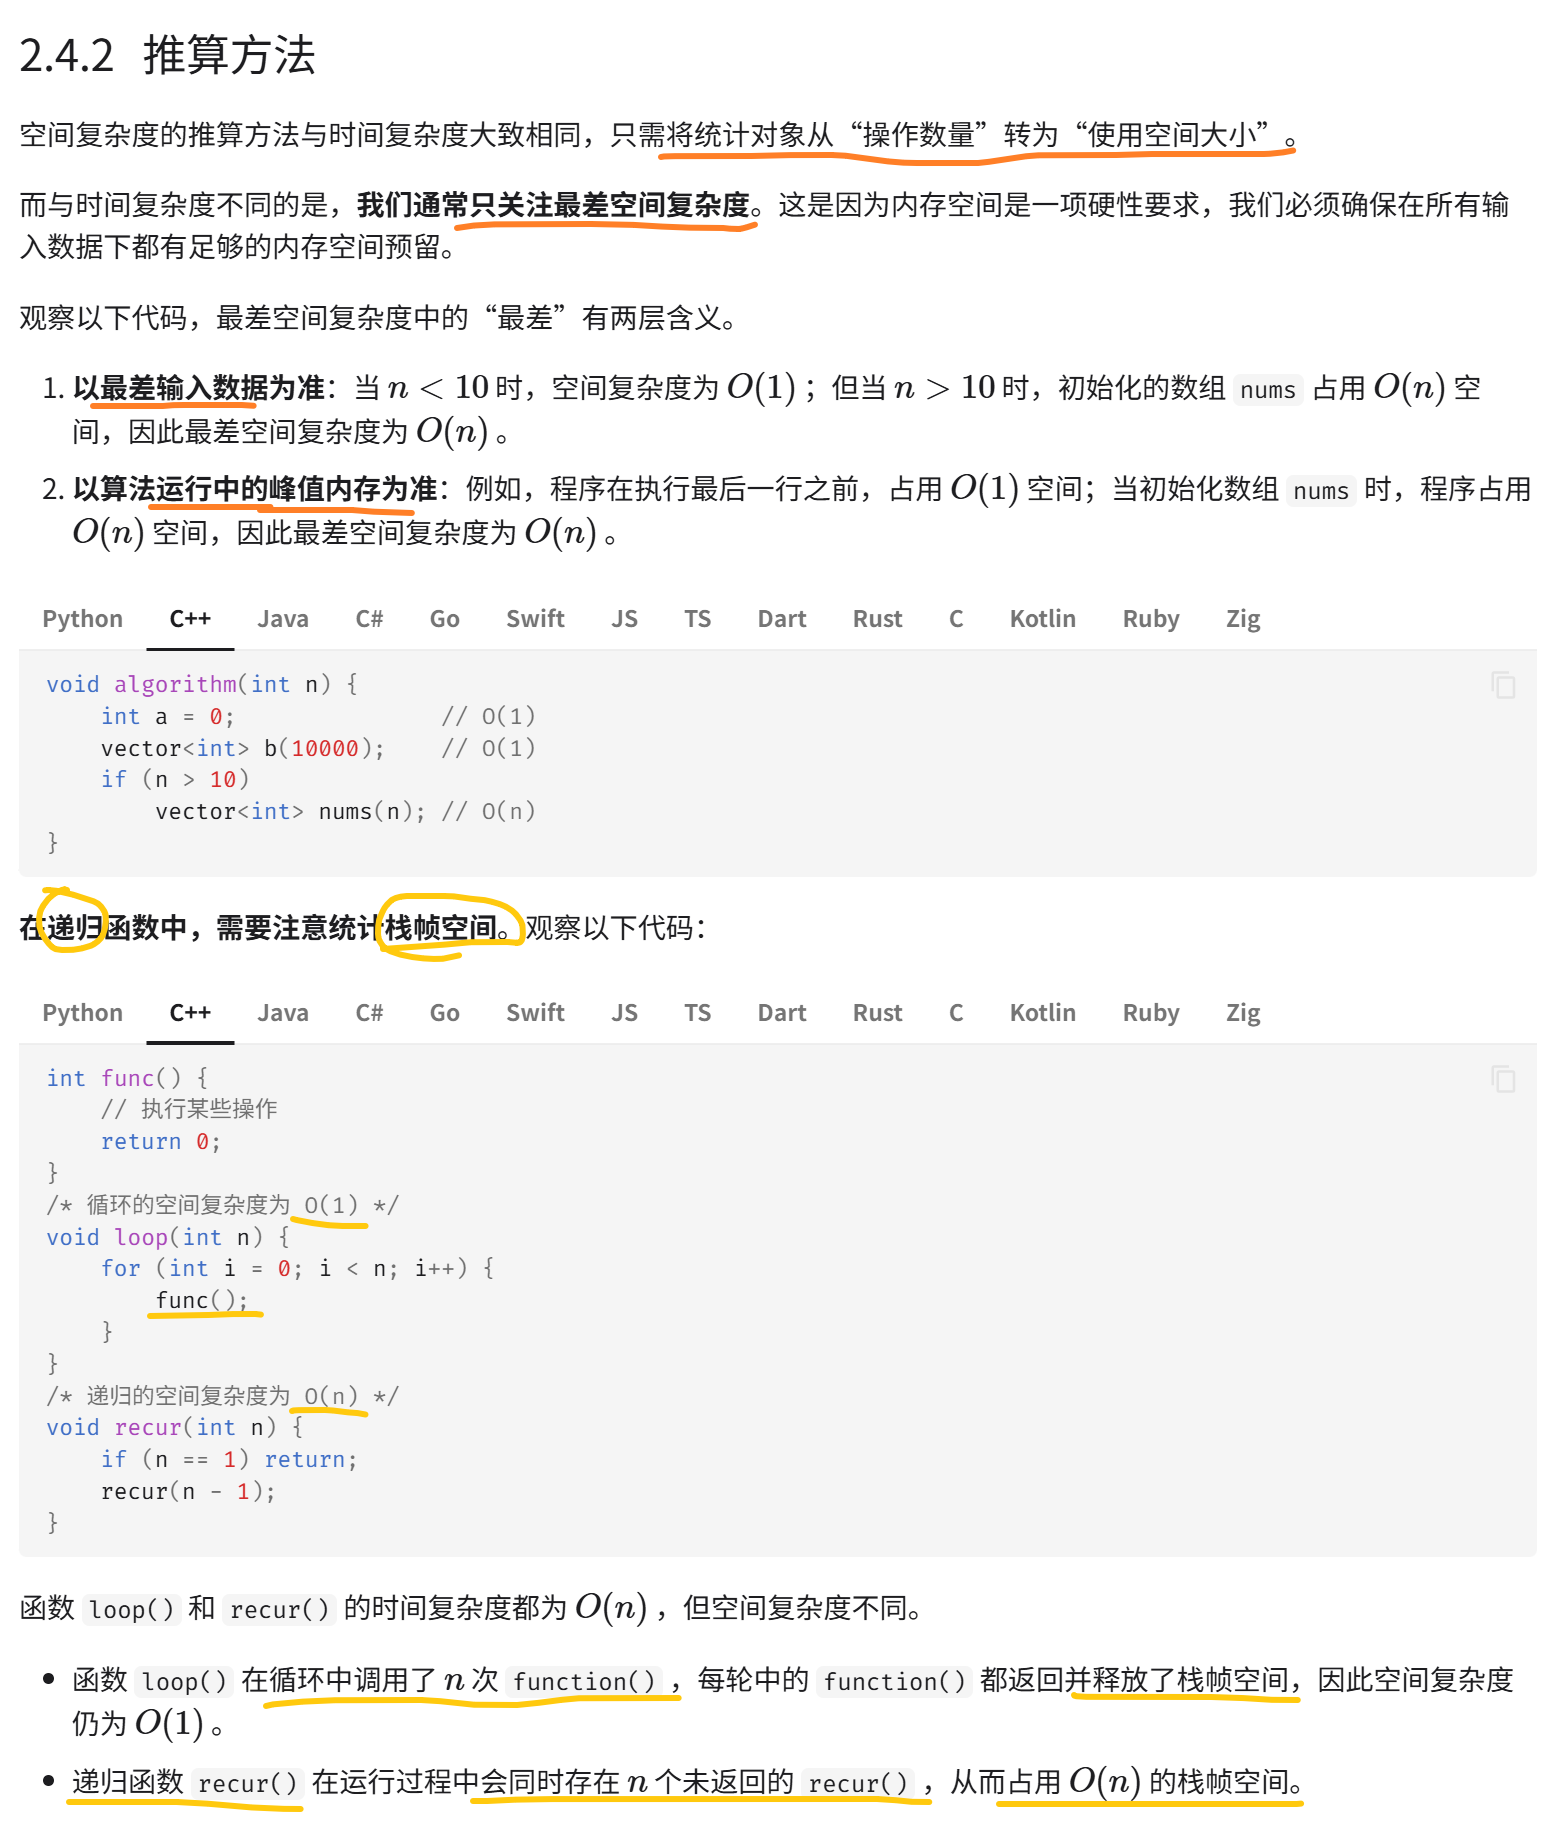 2.4.2 推算方法
空间复杂度的推算方法与时间复杂度大致相同，只需将统计对象从“操作数量”转为“使用空间大小”。
而与时间复杂度不同的是，我们通常只关注最差空间复杂度。这是因为内存空间是一项硬性要求，我们必须确保在所有输
入数据下都有足够的内存空间预留。
观察以下代码，最差空间复杂度中的“最差”有两层含义。
1. 以最差输入数据为准：当 n < 10 时，空间复杂度为 O(1)；但当 n > 10 时，初始化的数组 nums 占用 O(n) 空
间，因此最差空间复杂度为 O(n)。
2. 以算法运行中的峰值内存为准：例如，程序在执行最后一行之前，占用 O(1) 空间；当初始化数组 nums 时，程序占用
O(n) 空间，因此最差空间复杂度为 O(n)。
Python C++ Java C# Go Swift JS TS Dart Rust C Kotlin Ruby Zig
void algorithm(int n) {
    int a = 0;               // O(1)
    vector<int> b(10000);    // O(1)
    if (n > 10)
        vector<int> nums(n); // O(n)
}
在递归函数中，需要注意统计栈帧空间。观察以下代码：
Python C++ Java C# Go Swift JS TS Dart Rust C Kotlin Ruby Zig
int func() {
    // 执行某些操作
    return 0;
}
/* 循环的空间复杂度为 O(1) */
void loop(int n) {
    for (int i = 0; i < n; i++) {
        func();
    }
}
/* 递归的空间复杂度为 O(n) */
void recur(int n) {
    if (n == 1) return;
    recur(n - 1);
}
函数 loop() 和 recur() 的时间复杂度都为 O(n)，但空间复杂度不同。
• 函数 loop() 在循环中调用了 n 次 function()，每轮中的 function() 都返回并释放了栈帧空间，因此空间复杂度
仍为 O(1)。
• 递归函数 recur() 在运行过程中会同时存在 n 个未返回的 recur()，从而占用 O(n) 的栈帧空间。